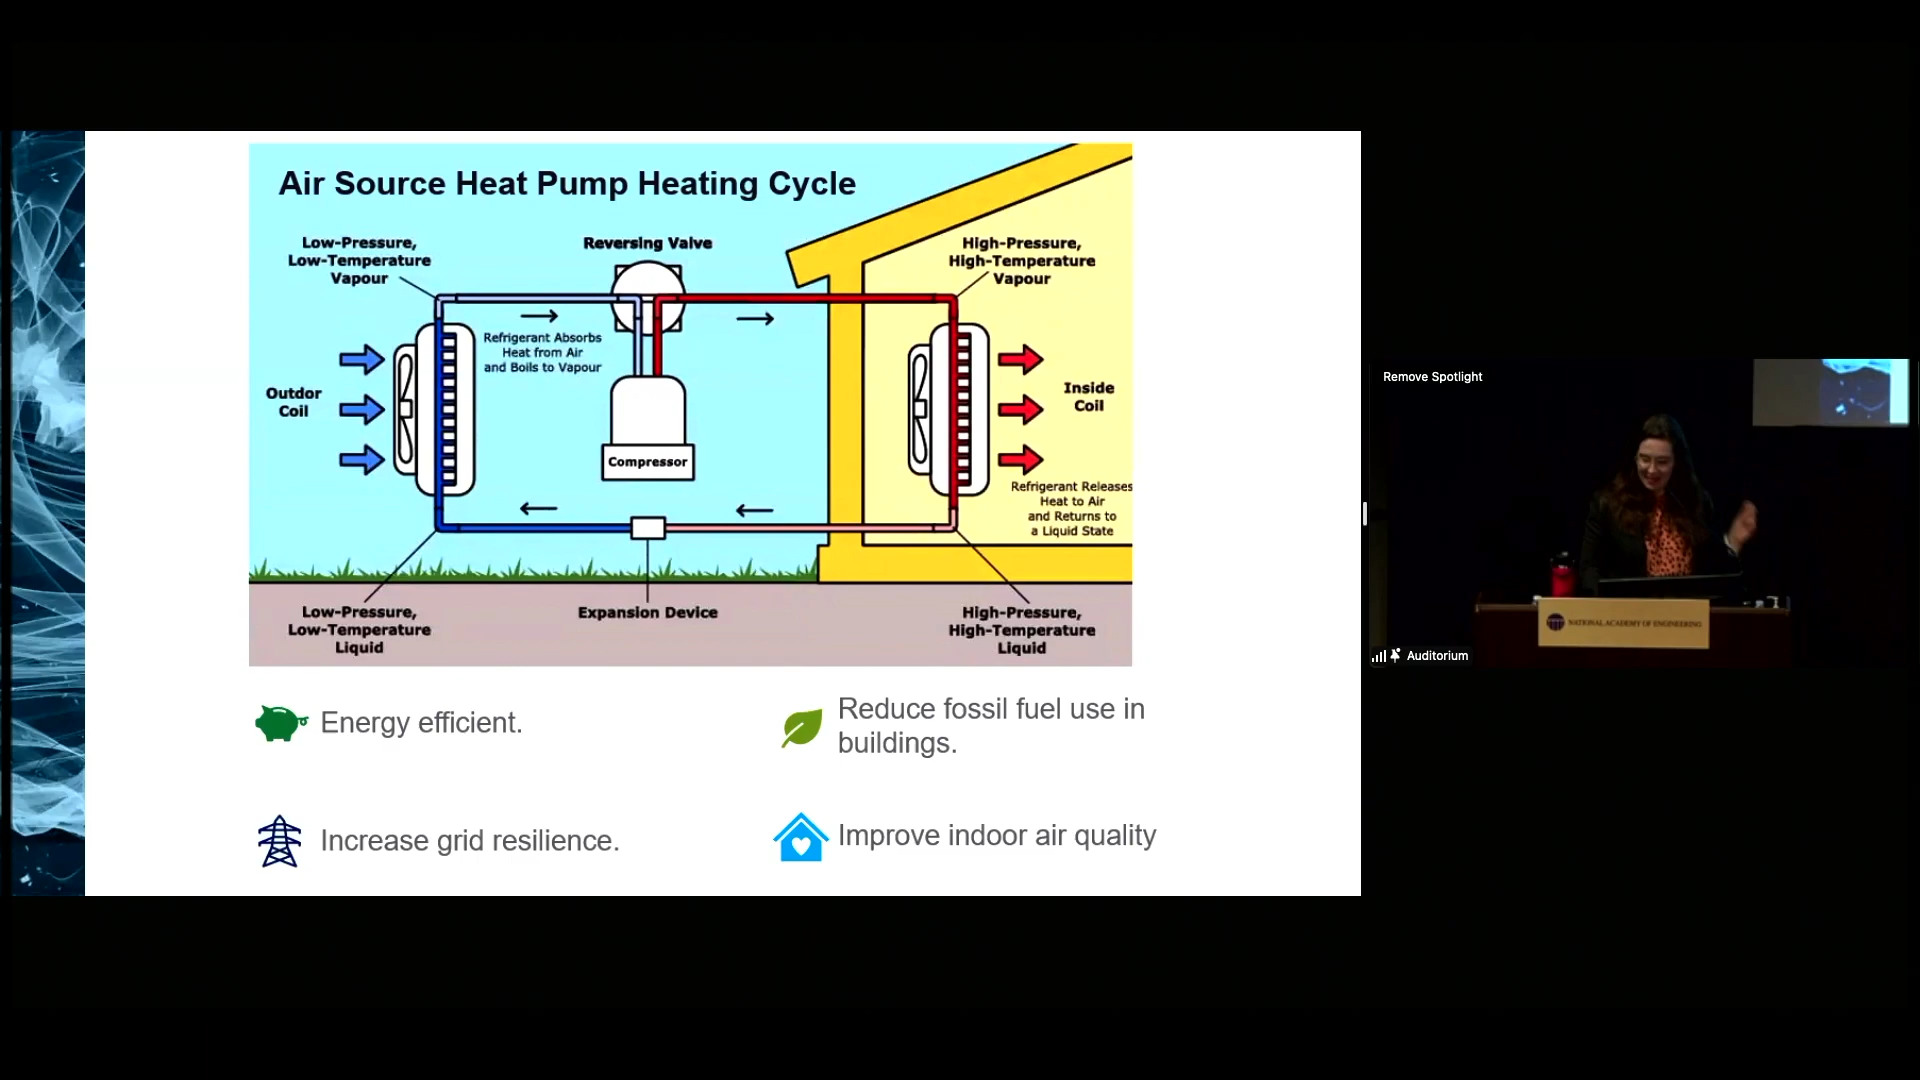 Air Source Heat Pump Heating Cycle
Low-Pressure,
Low-Temperature
Vapour
Reversing Valve
High-Pressure,
High-Temperature
Vapour
Refrigerant Absorbs
Heat from Air
and Boils to Vapour
Outdor
Coil
Inside
Coil
Compressor
Refrigerant Releases
Heat to Air
and Returns to
a Liquid State
Low-Pressure,
Low-Temperature
Liquid
Expansion Device
High-Pressure,
High-Temperature
Liquid
Energy efficient.
Reduce fossil fuel use in
buildings.
Increase grid resilience.
Improve indoor air quality
Remove Spotlight
NATIONAL ACADEMY OF ENGINEERING
Auditorium